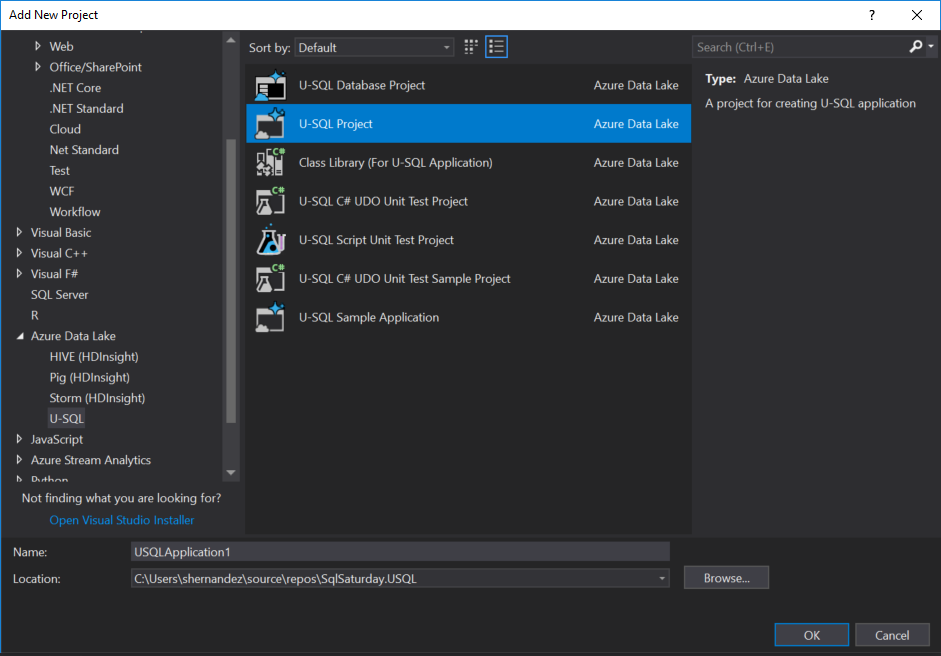 Add New Project
?
Web
Office/SharePoint
.NET Core
.NET Standard
Cloud
Net Standard
Test
WCF
Workflow
Visual Basic
Visual C++
Visual F#
SQL Server
R
Azure Data Lake
HIVE (HDInsight)
Pig (HDInsight)
Storm (HDInsight)
U-SQL
JavaScript
Azure Stream Analytics
Python
Not finding what you are looking for?
Open Visual Studio Installer
Sort by: Default
U-SQL Database Project Azure Data Lake
U-SQL Project Azure Data Lake
C# Class Library (For U-SQL Application) Azure Data Lake
C# U-SQL C# UDO Unit Test Project Azure Data Lake
U-SQL Script Unit Test Project Azure Data Lake
C# U-SQL C# UDO Unit Test Sample Project Azure Data Lake
U-SQL Sample Application Azure Data Lake
Search (Ctrl+E)
Type: Azure Data Lake
A project for creating U-SQL application
Name: USQLApplication1
Location: C:\Users\shernandez\source\repos\SqlSaturday.USQL Browse...
OK Cancel